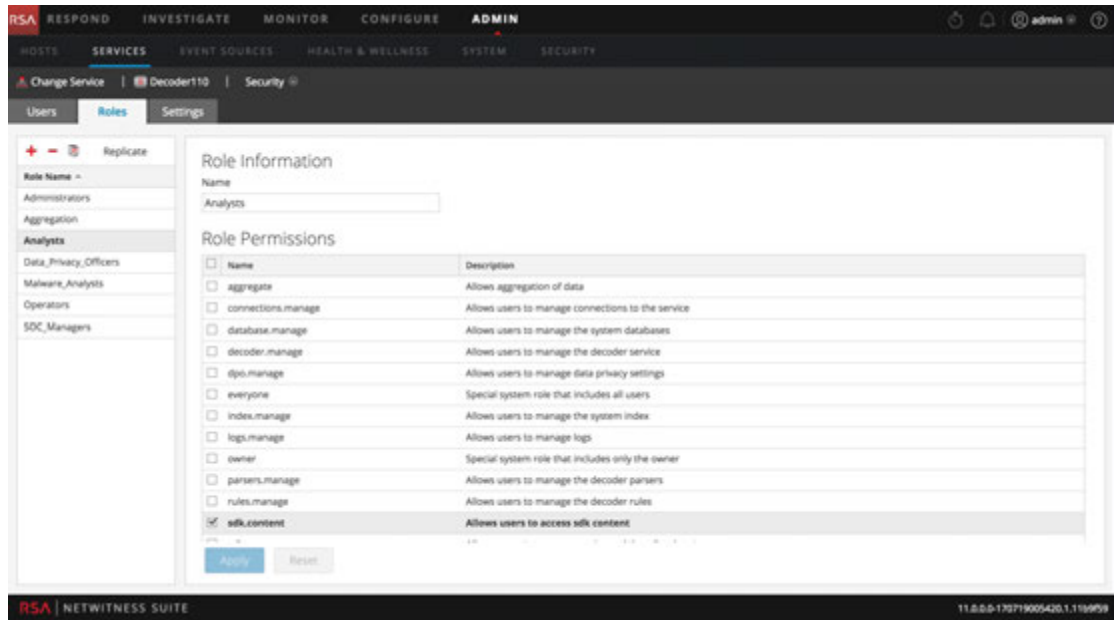 RSA RESPOND INVESTIGATE MONITOR CONFIGURE ADMIN admin
HOSTS SERVICES EVENT SOURCES HEALTH & WELLNESS SYSTEM SECURITY
Change Service | Decoder110 | Security
Users Roles Settings
Replicate
Role Name
Administrators
Aggregation
Analysts
Data_Privacy_Officers
Malware_Analysts
Operators
SOC_Managers
Role Information
Name
Analysts
Role Permissions
Name Description
aggregate Allows aggregation of data
connections.manage Allows users to manage connections to the service
database.manage Allows users to manage the system databases
decoder.manage Allows users to manage the decoder service
dpo.manage Allows users to manage data privacy settings
everyone Special system role that includes all users
index.manage Allows users to manage the system index
logs.manage Allows users to manage logs
owner Special system role that includes only the owner
parsers.manage Allows users to manage the decoder parsers
rules.manage Allows users to manage the decoder rules
sdk.content Allows users to access sdk content
Apply Reset
RSA | NETWITNESS SUITE 11.0.0.0-170719005420.1.11b9f59